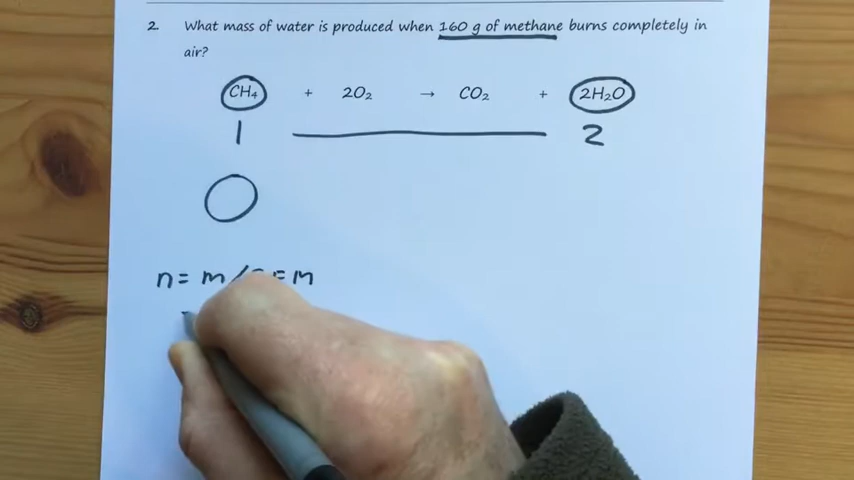 2. What mass of water is produced when 160 g of methane burns completely in
air?
CH₄ + 2O₂ → CO₂ + 2H₂O
1 2
n = m/ = m